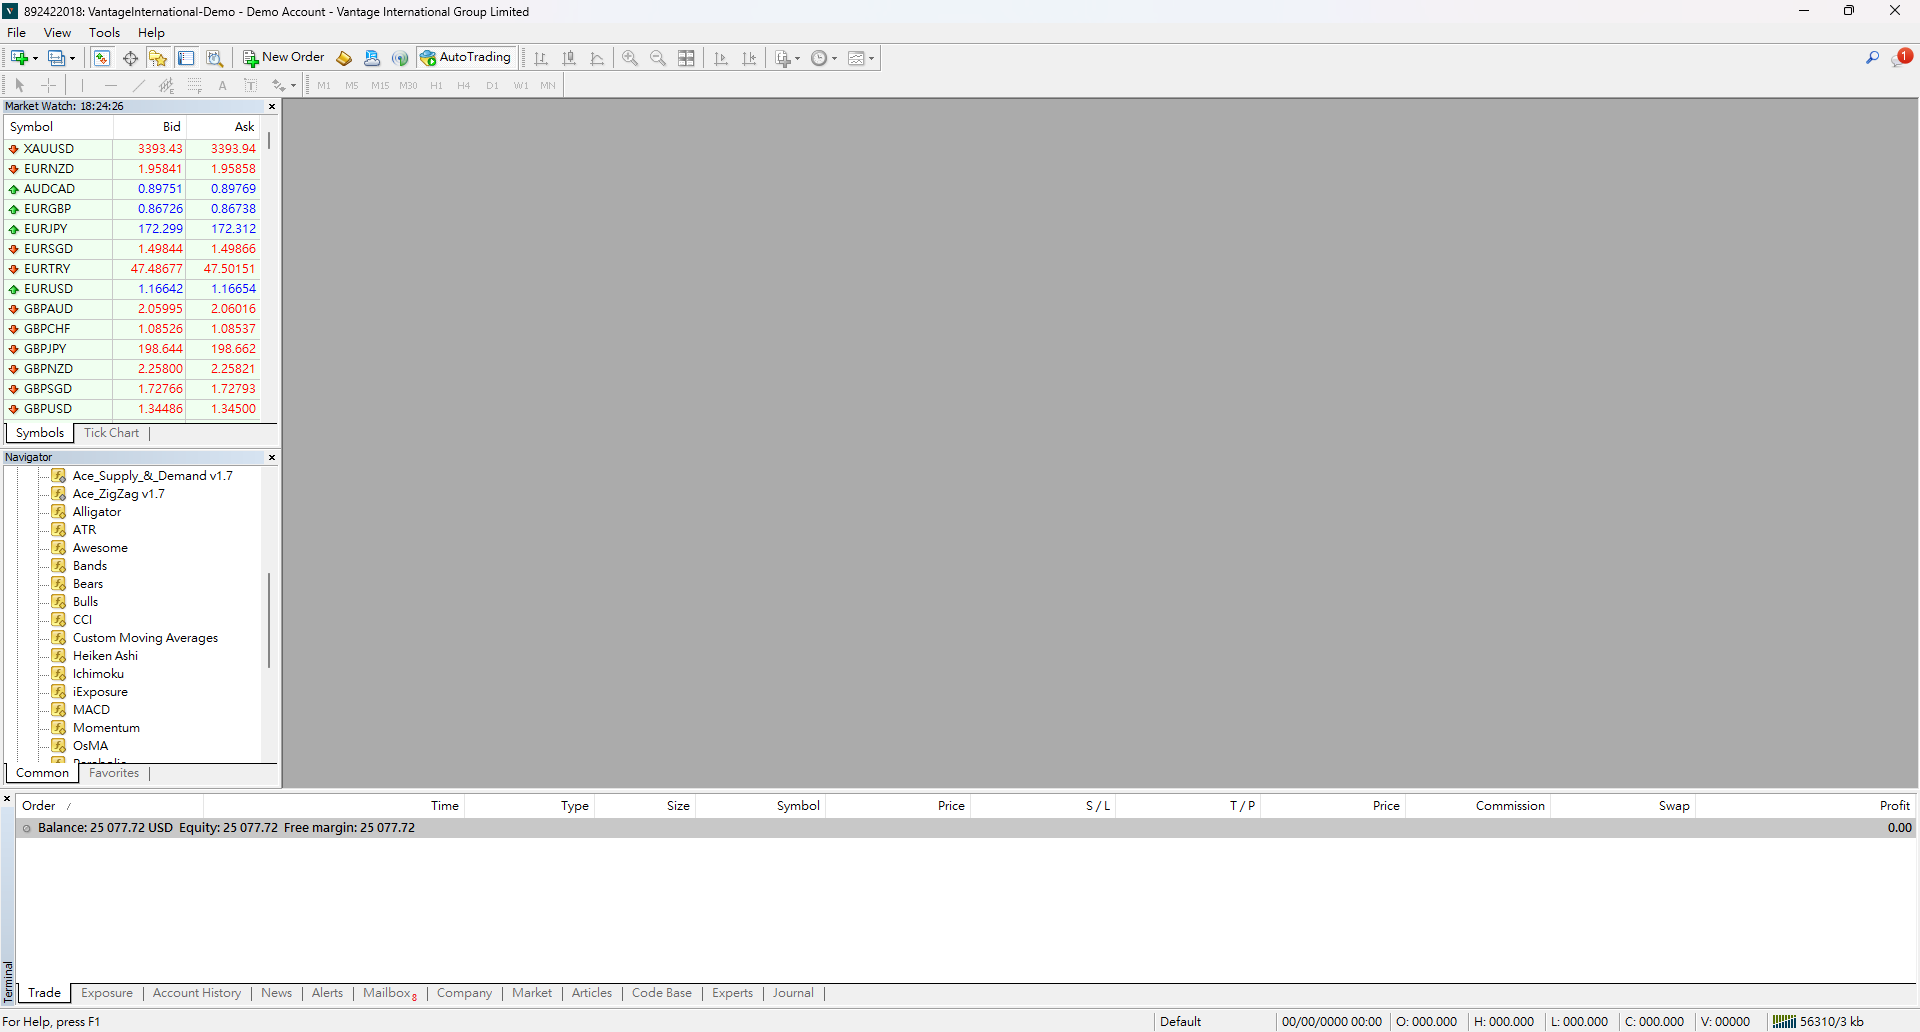 892422018: VantageInternational-Demo - Demo Account - Vantage International Group Limited
File View Tools Help
New Order AutoTrading 1
A T M1 M5 M15 M30 H1 H4 D1 W1 MN
Market Watch: 18:24:26
Symbol Bid Ask
XAUUSD 3393.43 3393.94
EURNZD 1.95841 1.95858
AUDCAD 0.89751 0.89769
EURGBP 0.86726 0.86738
EURJPY 172.299 172.312
EURSGD 1.49844 1.49866
EURTRY 47.48677 47.50151
EURUSD 1.16642 1.16654
GBPAUD 2.05995 2.06016
GBPCHF 1.08526 1.08537
GBPJPY 198.644 198.662
GBPNZD 2.25800 2.25821
GBPSGD 1.72766 1.72793
GBPUSD 1.34486 1.34500
Symbols Tick Chart
Navigator
Ace_Supply_&_Demand v1.7
Ace_ZigZag v1.7
Alligator
ATR
Awesome
Bands
Bears
Bulls
CCI
Custom Moving Averages
Heiken Ashi
Ichimoku
iExposure
MACD
Momentum
OsMA
Common Favorites
Order / Time Type Size Symbol Price S / L T / P Price Commission Swap Profit
Balance: 25 077.72 USD Equity: 25 077.72 Free margin: 25 077.72 0.00
Terminal
Trade Exposure Account History News Alerts Mailbox 8 Company Market Articles Code Base Experts Journal
For Help, press F1 Default 00/00/0000 00:00 O: 000.000 H: 000.000 L: 000.000 C: 000.000 V: 00000 56310/3 kb